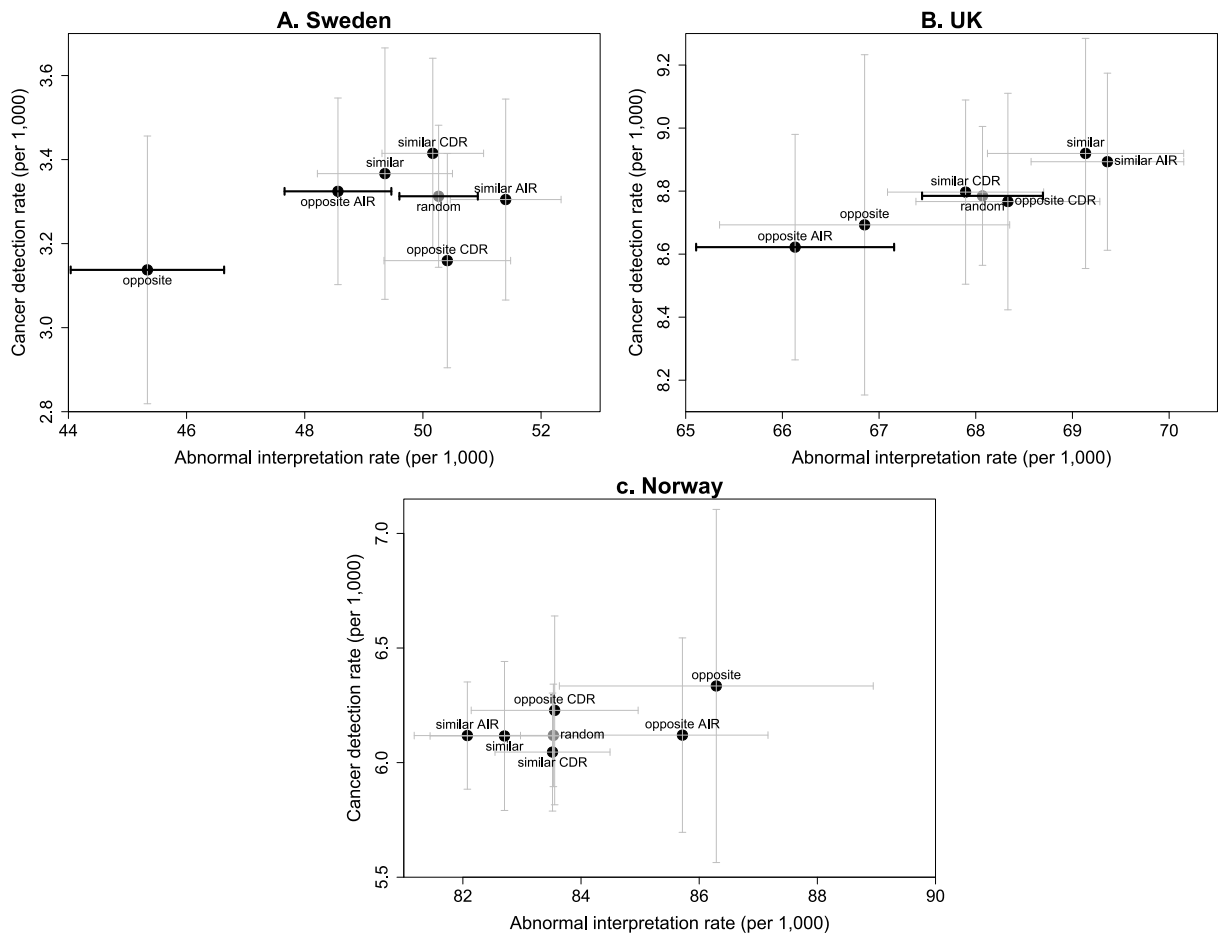 A. Sweden
Cancer detection rate (per 1,000)
3.6
3.4
3.2
3.0
2.8
similar CDR
similar
similar AIR
opposite AIR
random
opposite CDR
opposite
44 46 48 50 52
Abnormal interpretation rate (per 1,000)
B. UK
Cancer detection rate (per 1,000)
9.2
9.0
8.8
8.6
8.4
8.2
similar
similar AIR
similar CDR
random
opposite CDR
opposite
opposite AIR
65 66 67 68 69 70
Abnormal interpretation rate (per 1,000)
c. Norway
Cancer detection rate (per 1,000)
7.0
6.5
6.0
5.5
opposite
opposite CDR
similar AIR
opposite AIR
random
similar
similar CDR
82 84 86 88 90
Abnormal interpretation rate (per 1,000)